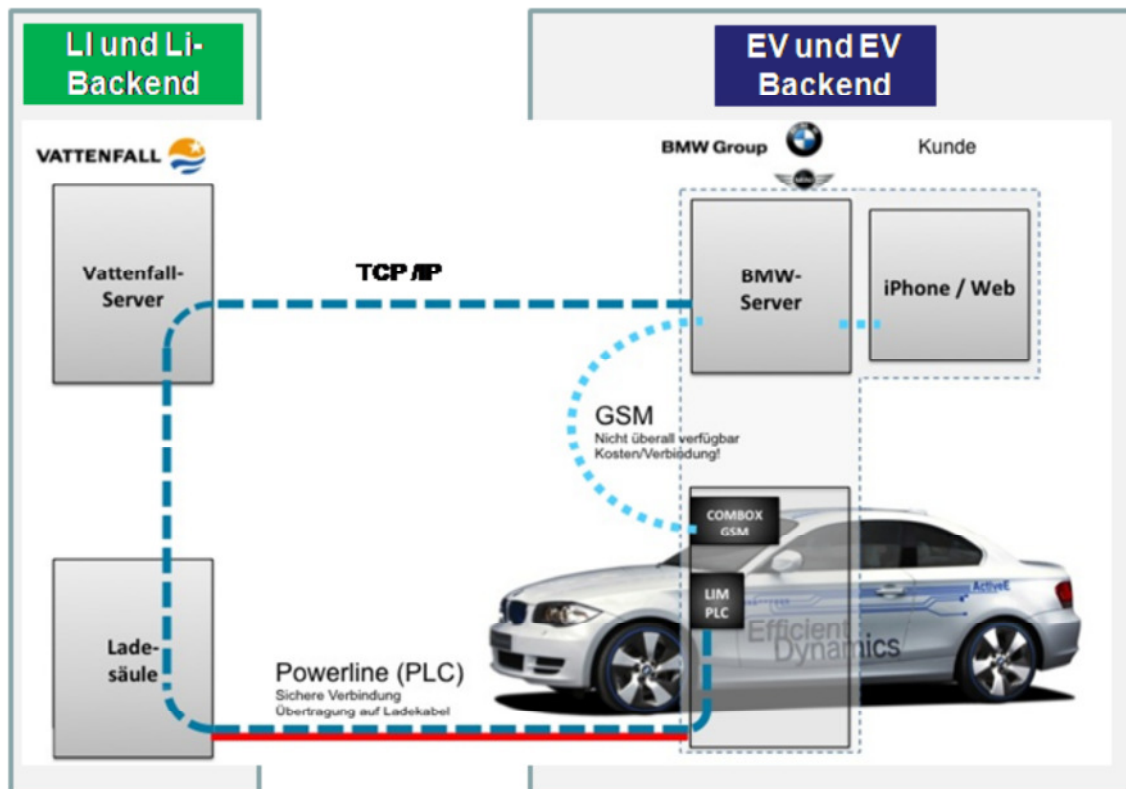 LI und Li-
Backend
EV und EV
Backend
VATTENFALL
BMW Group
Kunde
Vattenfall-
Server
TCP /IP
BMW-
Server
iPhone / Web
GSM
Nicht überall verfügbar
Kosten/Verbindung!
COMBOX
GSM
LIM
PLC
ActiveE
Efficient
Dynamics
Lade-
säule
Powerline (PLC)
Sichere Verbindung
Übertragung auf Ladekabel